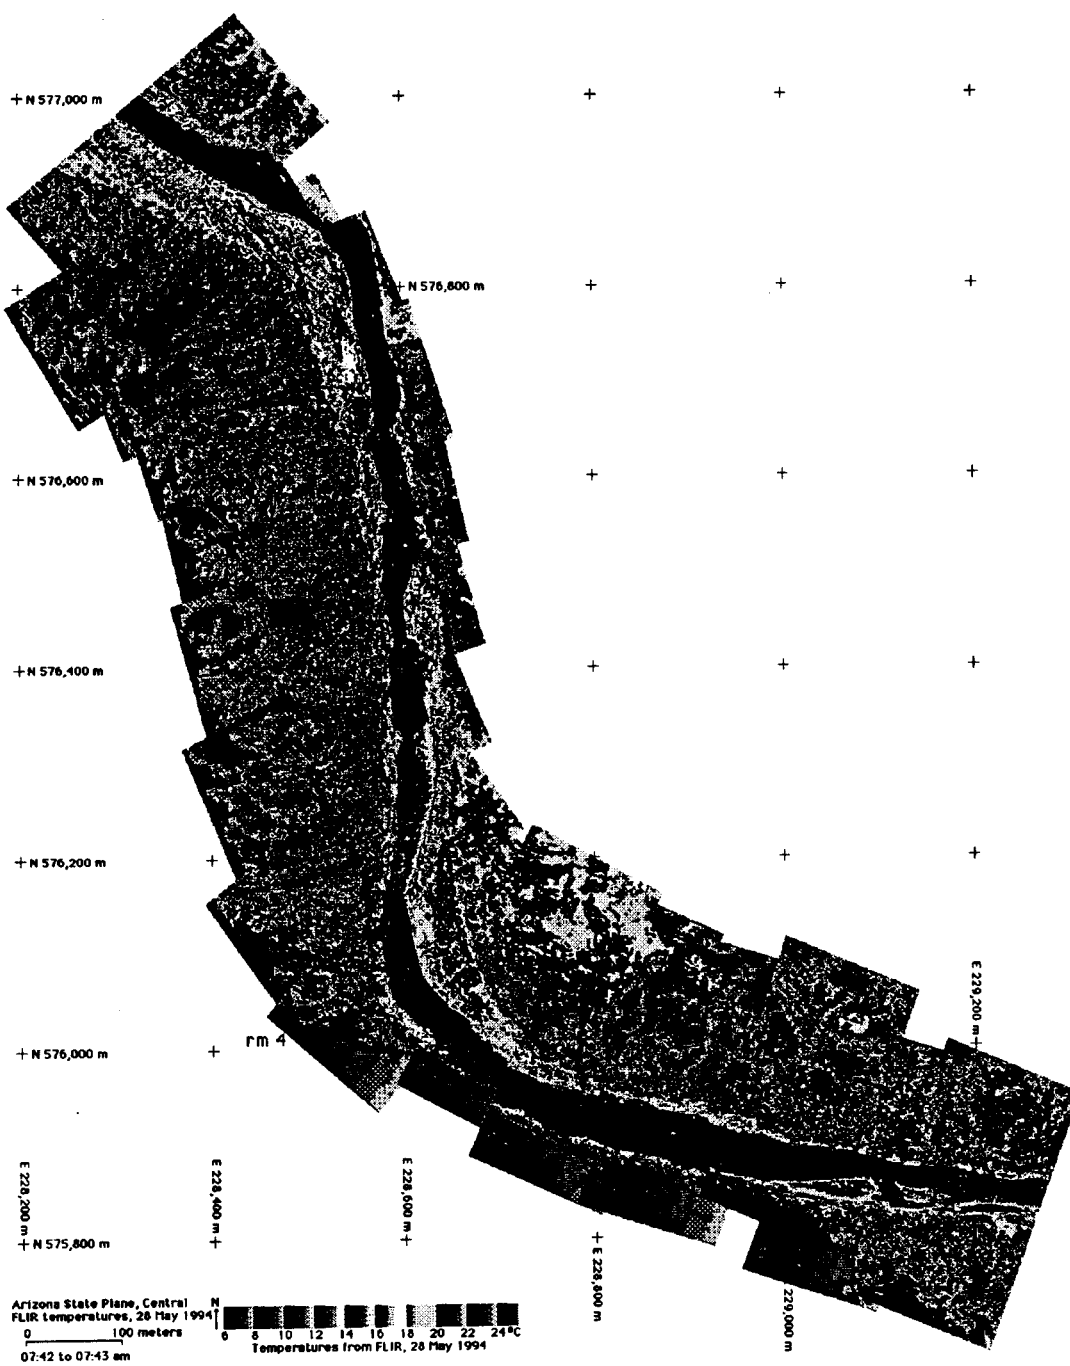 N 577,000 m
N 576,800 m
N 576,600 m
N 576,400 m
N 576,200 m
E 229,200 m
rm 4
N 576,000 m
E 228,200 m
E 228,400 m
E 228,600 m
N 575,800 m
E 228,800 m
229,000 m
Arizona State Plane, Central
FLIR temperatures, 28 May 1994
N
0 100 meters
07:42 to 07:43 am
6 8 10 12 14 16 18 20 22 24°C
Temperatures from FLIR, 28 May 1994